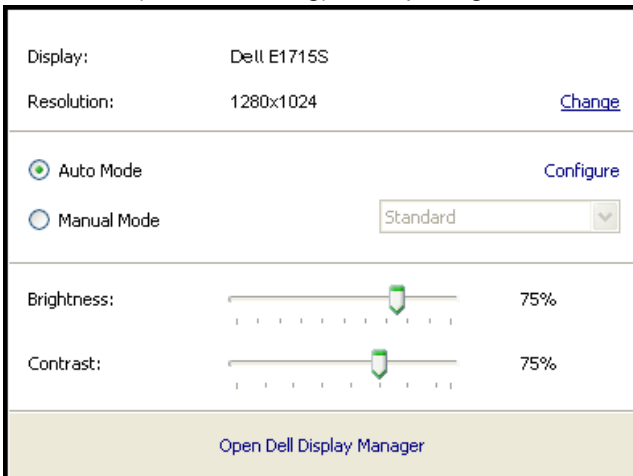 Display: Dell E1715S
Resolution: 1280x1024 Change
Auto Mode Configure
Manual Mode Standard
Brightness: 75%
Contrast: 75%
Open Dell Display Manager